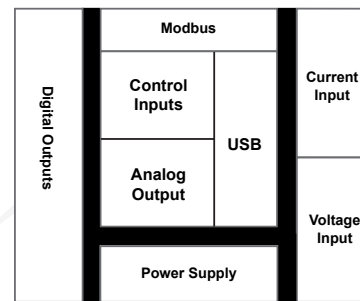 Modbus
Digital Outputs
Control
Inputs
USB
Analog
Output
Current
Input
Voltage
Input
Power Supply